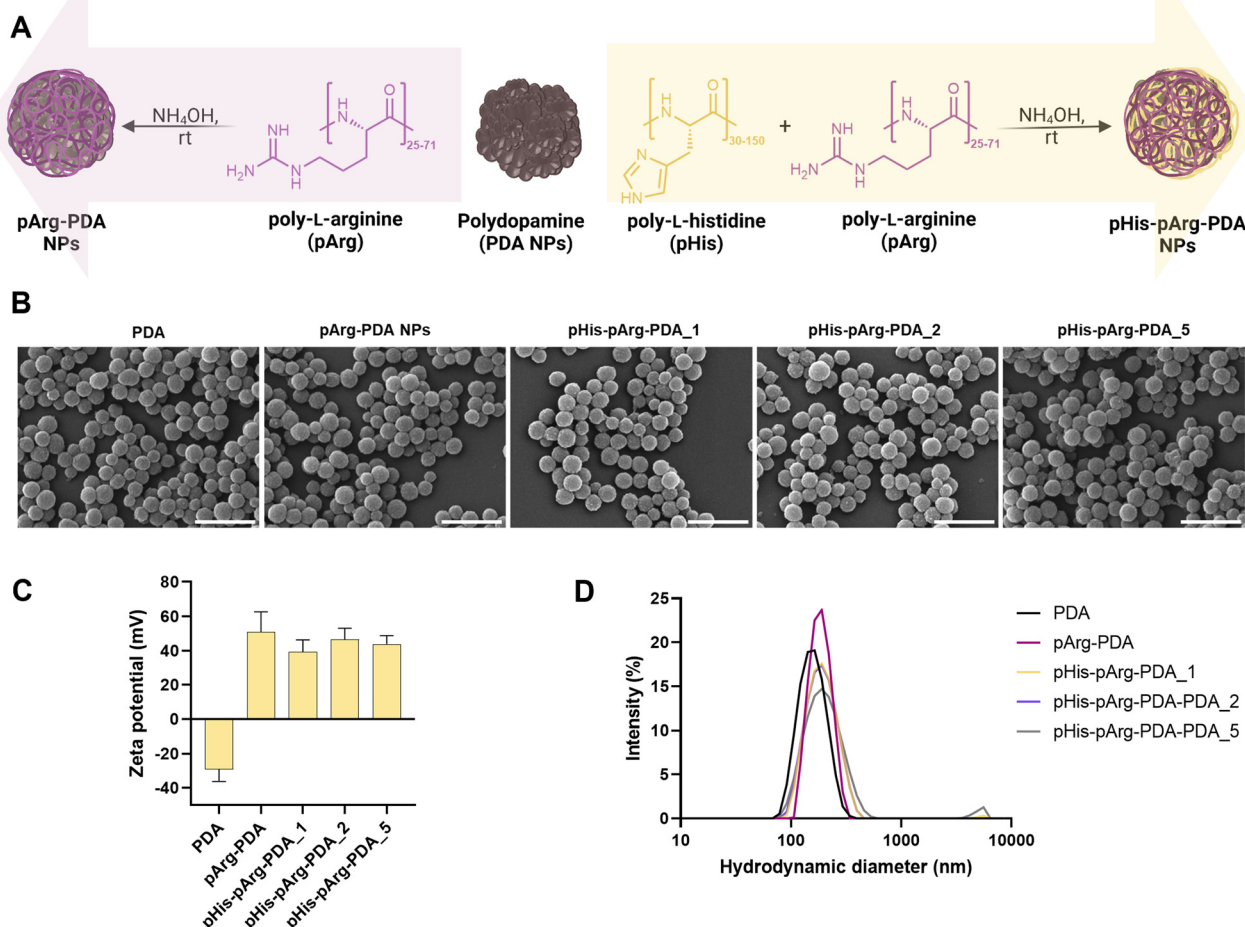 A
NH₄OH,
rt
H
N
O
25-71
NH
H₂N
N
H
H
N
O
30-150
N
HN
+
H
N
O
25-71
NH
H₂N
N
H
NH₄OH,
rt
pArg-PDA
NPs
poly-L-arginine
(pArg)
Polydopamine
(PDA NPs)
poly-L-histidine
(pHis)
poly-L-arginine
(pArg)
pHis-pArg-PDA
NPs
B
PDA
pArg-PDA NPs
pHis-pArg-PDA_1
pHis-pArg-PDA_2
pHis-pArg-PDA_5
C
Zeta potential (mV)
80
60
40
20
0
-20
-40
PDA
pArg-PDA
pHis-pArg-PDA_1
pHis-pArg-PDA_2
pHis-pArg-PDA_5
D
Intensity (%)
25
20
15
10
5
0
10
100
1000
10000
Hydrodynamic diameter (nm)
PDA
pArg-PDA
pHis-pArg-PDA_1
pHis-pArg-PDA-PDA_2
pHis-pArg-PDA-PDA_5